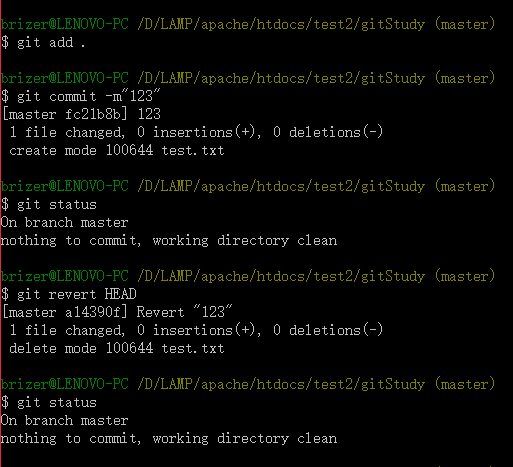 brizer@LENOVO-PC /D/LAMP/apache/htdocs/test2/gitStudy (master)
$ git add .
brizer@LENOVO-PC /D/LAMP/apache/htdocs/test2/gitStudy (master)
$ git commit -m"123"
[master fc21b8b] 123
 1 file changed, 0 insertions(+), 0 deletions(-)
 create mode 100644 test.txt
brizer@LENOVO-PC /D/LAMP/apache/htdocs/test2/gitStudy (master)
$ git status
On branch master
nothing to commit, working directory clean
brizer@LENOVO-PC /D/LAMP/apache/htdocs/test2/gitStudy (master)
$ git revert HEAD
[master a14390f] Revert "123"
 1 file changed, 0 insertions(+), 0 deletions(-)
 delete mode 100644 test.txt
brizer@LENOVO-PC /D/LAMP/apache/htdocs/test2/gitStudy (master)
$ git status
On branch master
nothing to commit, working directory clean